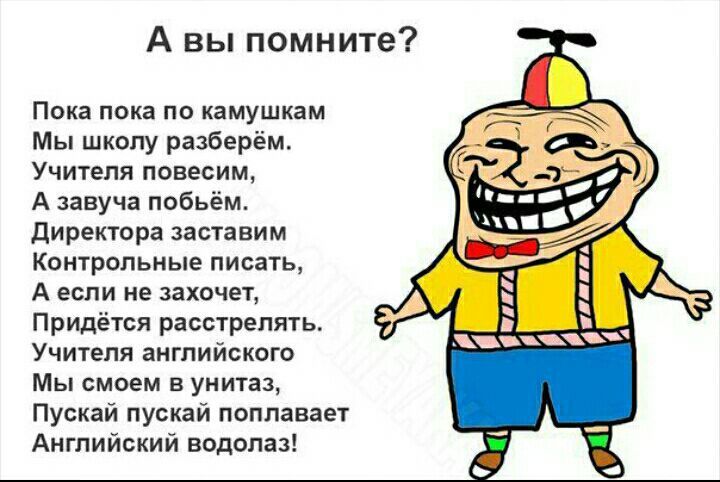 А вы помните?
Пока пока по камушкам
Мы школу разберём.
Учителя повесим,
А завуча побьём.
Директора заставим
Контрольные писать,
А если не захочет,
Придётся расстрелять.
Учителя английского
Мы смоем в унитаз,
Пускай пускай поплавает
Английский водолаз!